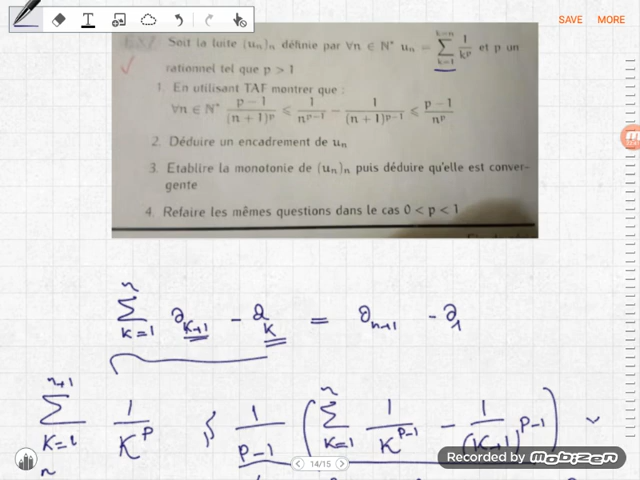 SAVE MORE
EX7 Soit la luite (uₙ)ₙ définie par ∀n ∈ N* uₙ = ∑_{k=1}^{k=n} 1/k^p et p un
rationnel tel que p > 1
1. En utilisant TAF montrer que :
∀n ∈ N* (p−1)/(n+1)^p ⩽ 1/n^{p−1} − 1/(n+1)^{p−1} ⩽ (p−1)/n^p
2. Déduire un encadrement de uₙ
3. Etablire la monotonie de (uₙ)ₙ puis déduire qu'elle est conver-
gente
4. Refaire les mêmes questions dans le cas 0 < p < 1
∑_{K=1}^{n} a_{K+1} − a_K = a_{n+1} − a_1
∑_{K=1}^{n+1} 1/K^p ⩽ 1/(p−1) (∑_{K=1}^{n} 1/K^{p−1} − 1/(K+1)^{p−1})
n
14/15
RECORDED WITH
MOBIZEN